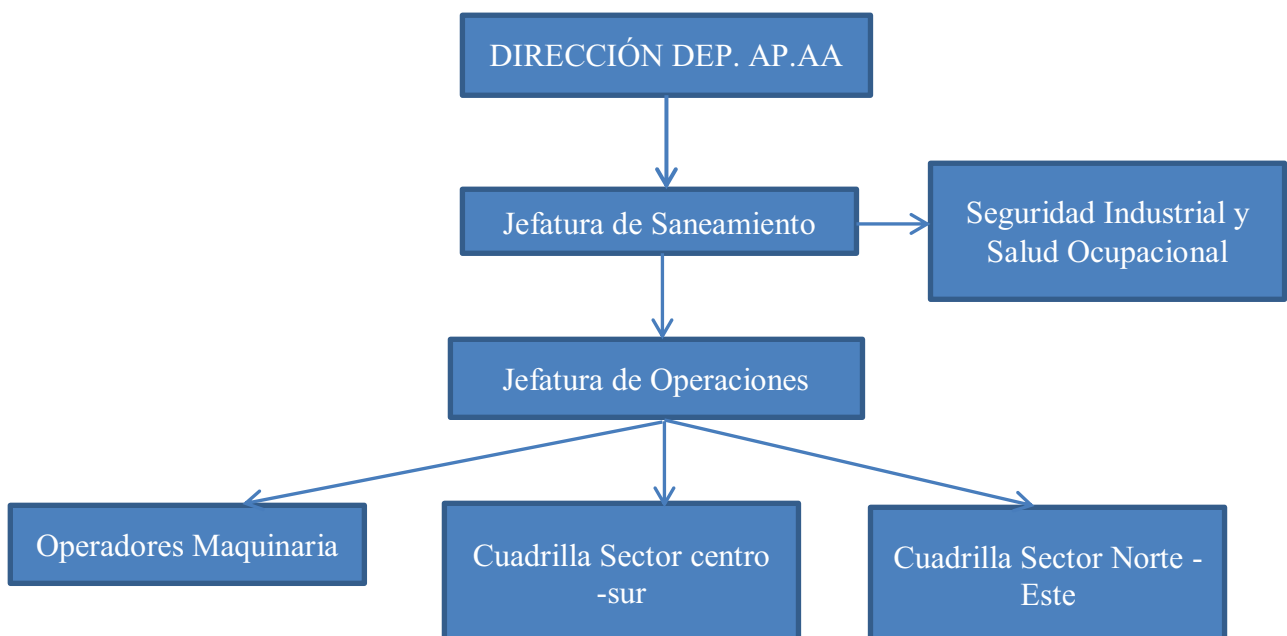 DIRECCIÓN DEP. AP.AA
Jefatura de Saneamiento
Seguridad Industrial y
Salud Ocupacional
Jefatura de Operaciones
Operadores Maquinaria
Cuadrilla Sector centro
-sur
Cuadrilla Sector Norte -
Este